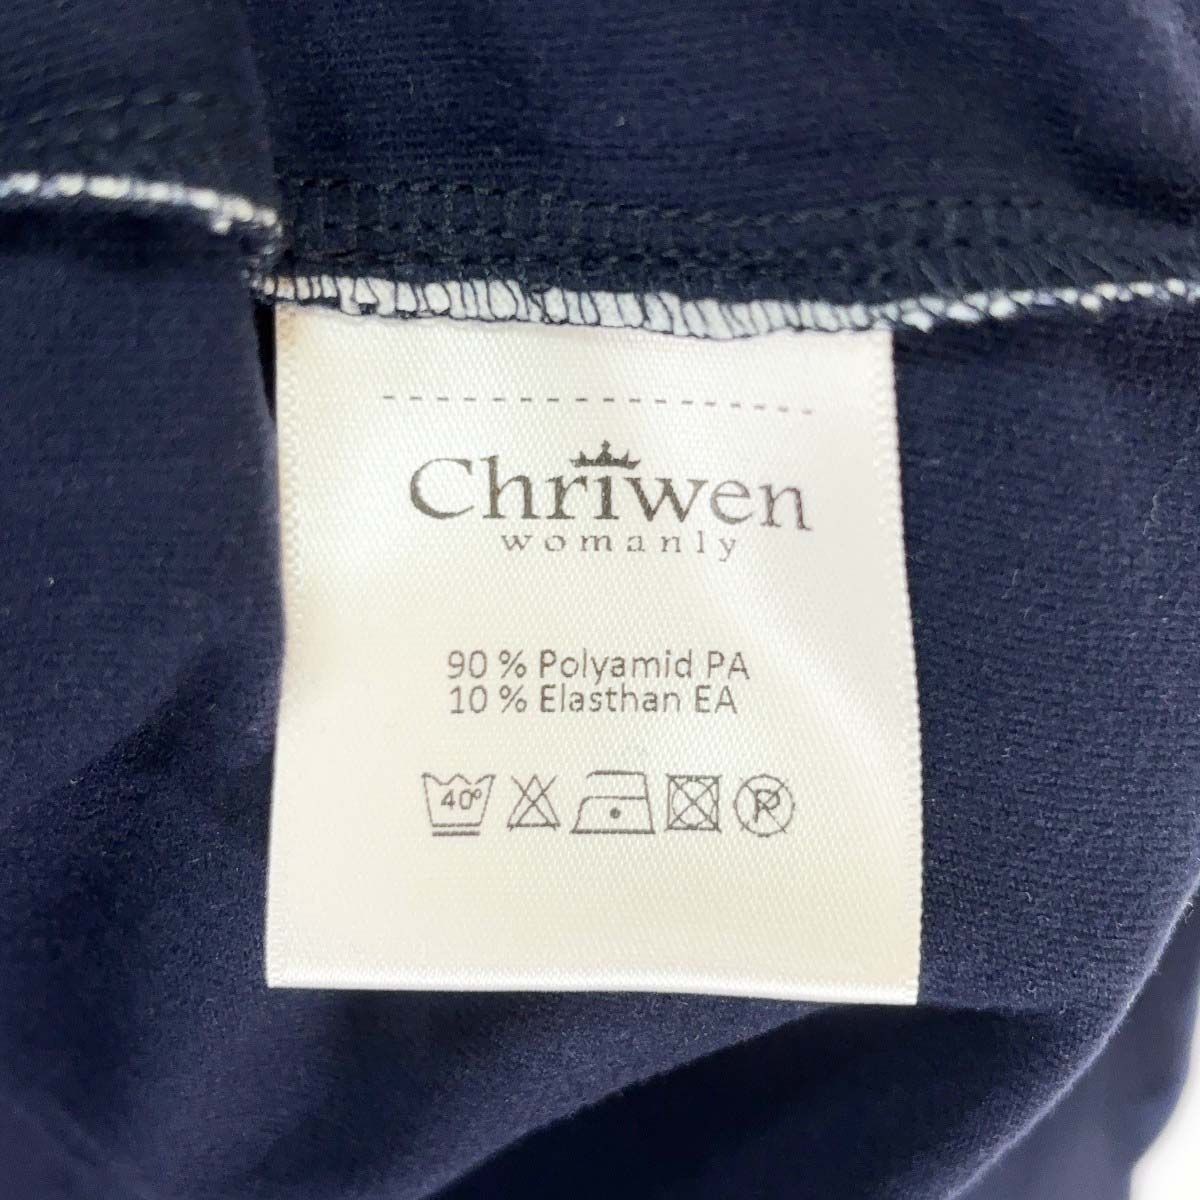 Chriwen
womanly
90 % Polyamid PA
10 % Elasthan EA
40° P